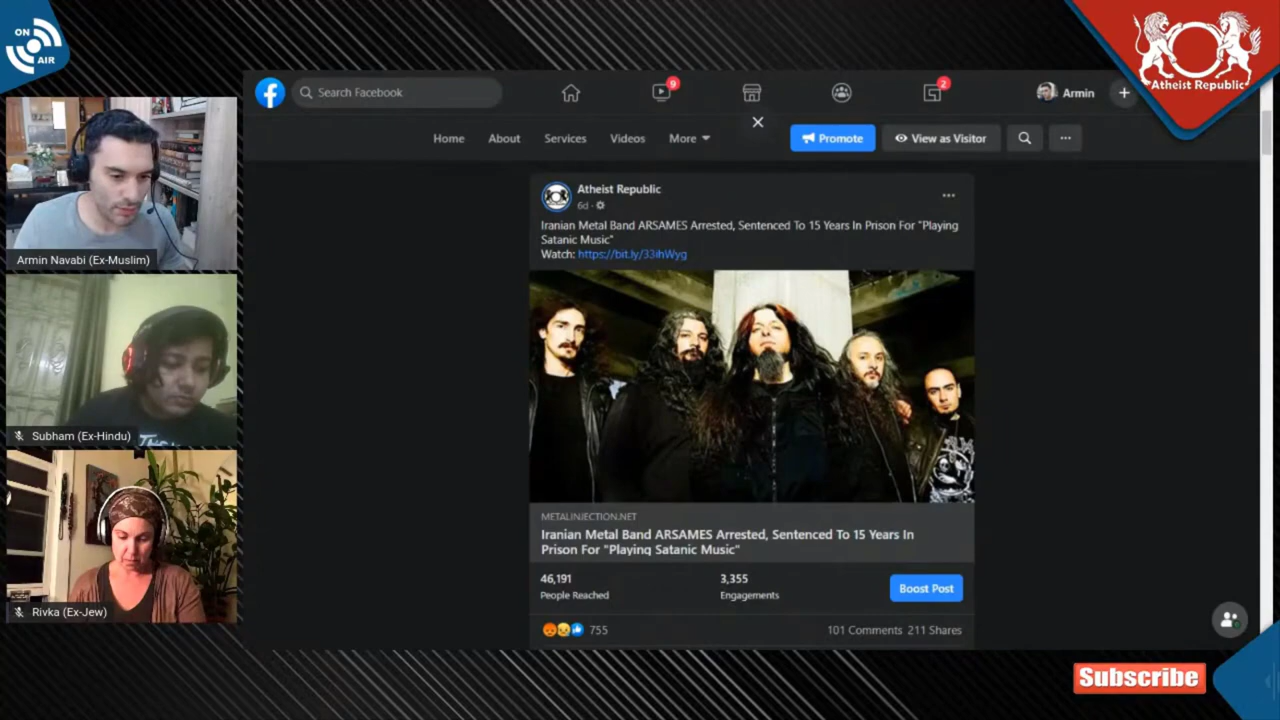 ON
AIR
Search Facebook
9
2
Armin
Atheist Republic
Home
About
Services
Videos
More
Promote
View as Visitor
Atheist Republic
6d
Iranian Metal Band ARSAMES Arrested, Sentenced To 15 Years In Prison For "Playing
Satanic Music"
Watch: https://bit.ly/33ihWyg
Armin Navabi (Ex-Muslim)
Subham (Ex-Hindu)
Rivka (Ex-Jew)
METALINJECTION.NET
Iranian Metal Band ARSAMES Arrested, Sentenced To 15 Years In
Prison For "Playing Satanic Music"
46,191
People Reached
3,355
Engagements
Boost Post
755
101 Comments 211 Shares
Subscribe